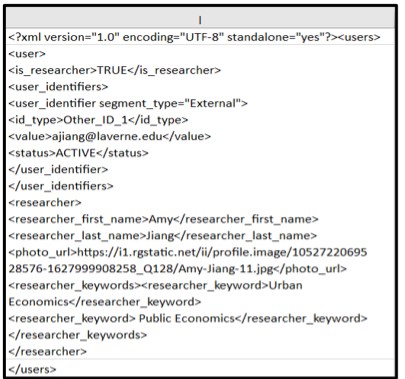 I
<?xml version="1.0" encoding="UTF-8" standalone="yes"?><users>
<user>
<is_researcher>TRUE</is_researcher>
<user_identifiers>
<user_identifier segment_type="External">
<id_type>Other_ID_1</id_type>
<value>ajiang@laverne.edu</value>
<status>ACTIVE</status>
</user_identifier>
</user_identifiers>
<researcher>
<researcher_first_name>Amy</researcher_first_name>
<researcher_last_name>Jiang</researcher_last_name>
<photo_url>https://i1.rgstatic.net/ii/profile.image/10527220695
28576-1627999908258_Q128/Amy-Jiang-11.jpg</photo_url>
<researcher_keywords><researcher_keyword>Urban
Economics</researcher_keyword>
<researcher_keyword> Public Economics</researcher_keyword>
</researcher_keywords>
</researcher>
</users>